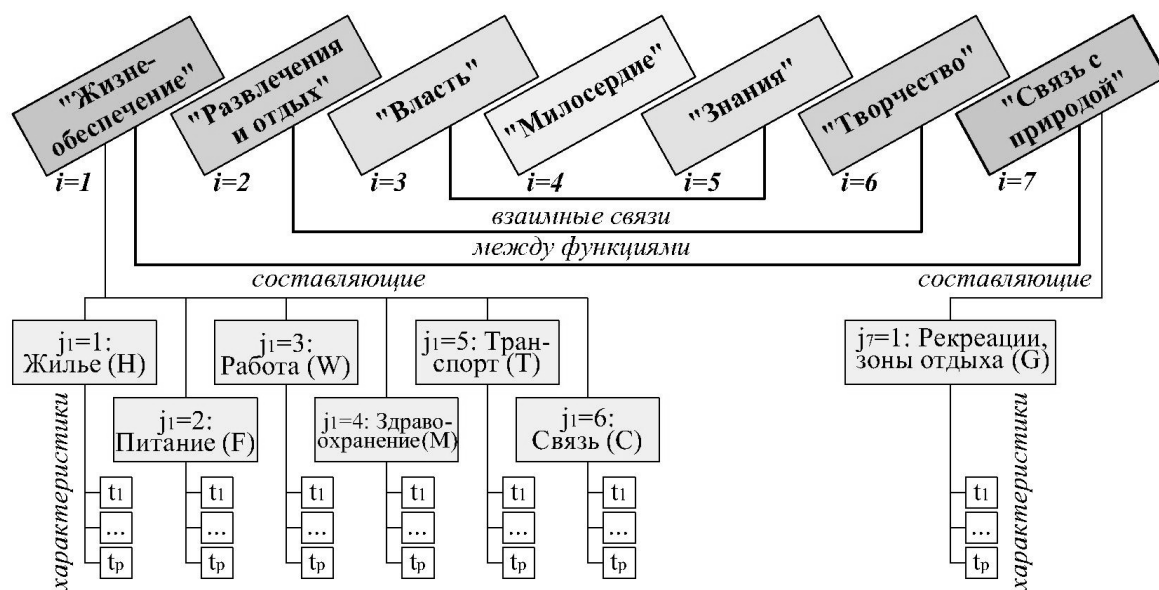 "Жизне-
обеспечение"
"Развлечения
и отдых"
"Власть"
"Милосердие"
"Знания"
"Творчество"
"Связь с
природой"
i=1
i=2
i=3
i=4
i=5
i=6
i=7
взаимные связи
между функциями
составляющие
составляющие
j1=1:
Жилье (H)
j1=3:
Работа (W)
j1=5: Тран-
спорт (T)
j7=1: Рекреации,
зоны отдыха (G)
j1=2:
Питание (F)
j1=4: Здраво-
охранение(M)
j1=6:
Связь (C)
характеристики
характеристики
t1
t1
t1
t1
t1
t1
t1
...
...
...
...
...
...
...
tp
tp
tp
tp
tp
tp
tp